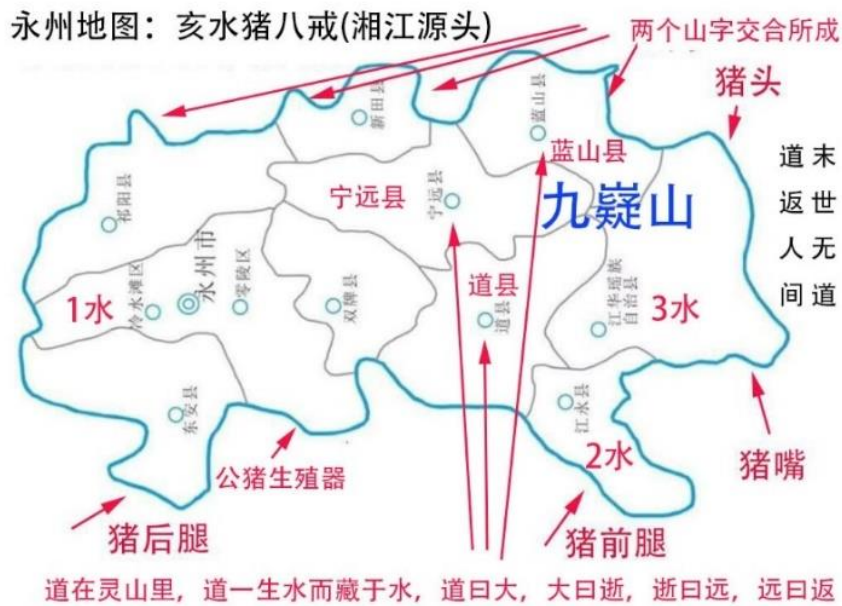 永州地图：亥水猪八戒(湘江源头)
两个山字交合所成
猪头
道末
返世
人无
间道
新田县
蓝山县
蓝山县
宁远县
宁远县
九嶷山
祁阳县
永州市
冷水滩区
零陵区
1水
双牌县
道县
道县
江华瑶族
自治县
3水
东安县
江永县
2水
公猪生殖器
猪嘴
猪后腿
猪前腿
道在灵山里，道一生水而藏于水，道曰大，大曰逝，逝曰远，远曰返